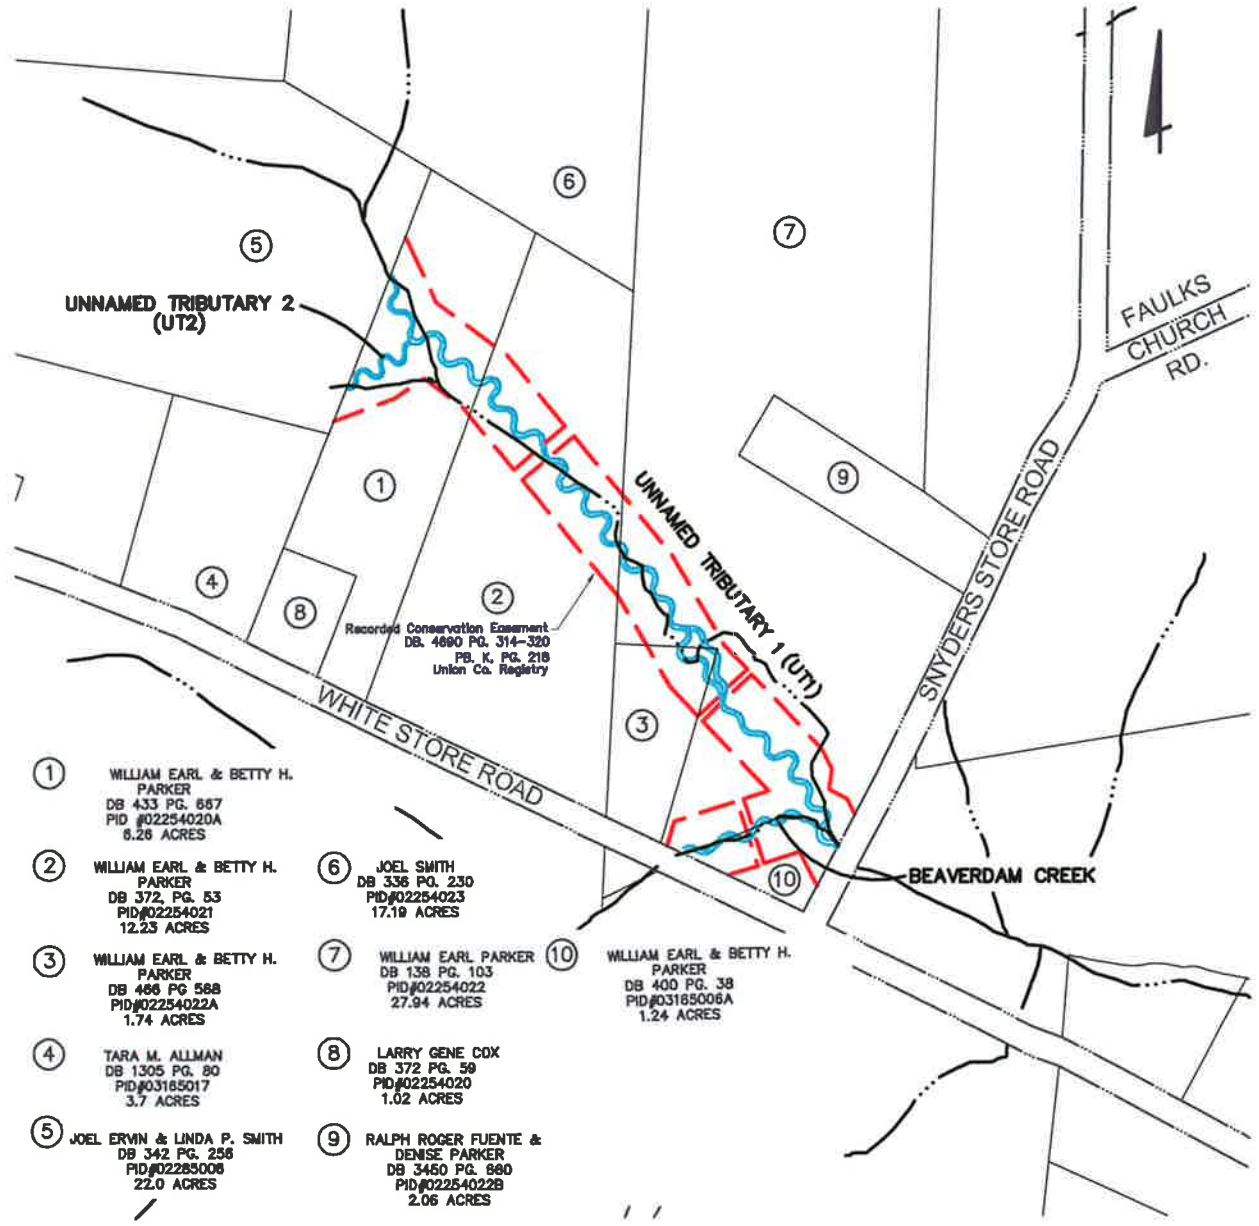 6
5
7
UNNAMED TRIBUTARY 2
(UT2)
FAULKS
CHURCH
RD.
9
1
UNNAMED TRIBUTARY 1 (UT1)
SNYDERS STORE ROAD
4
8
2
Recorded Conservation Easement
DB. 4690 PG. 314-320
PB. K, PG. 218
Union Co. Registry
WHITE STORE ROAD
3
10
BEAVERDAM CREEK
1
WILLIAM EARL & BETTY H.
PARKER
DB 433 PG. 667
PID #02254020A
6.26 ACRES
2
WILLIAM EARL & BETTY H.
PARKER
DB 372, PG. 53
PID#02254021
12.23 ACRES
3
WILLIAM EARL & BETTY H.
PARKER
DB 466 PG 588
PID#02254022A
1.74 ACRES
4
TARA M. ALLMAN
DB 1305 PG. 80
PID#03165017
3.7 ACRES
5
JOEL ERVIN & LINDA P. SMITH
DB 342 PG. 256
PID#02265006
22.0 ACRES
6
JOEL SMITH
DB 336 PG. 230
PID#02254023
17.19 ACRES
7
WILLIAM EARL PARKER
DB 138 PG. 103
PID#02254022
27.94 ACRES
8
LARRY GENE COX
DB 372 PG. 59
PID#02254020
1.02 ACRES
9
RALPH ROGER FUENTE &
DENISE PARKER
DB 3450 PG. 660
PID#02254022B
2.06 ACRES
10
WILLIAM EARL & BETTY H.
PARKER
DB 400 PG. 38
PID#03165006A
1.24 ACRES